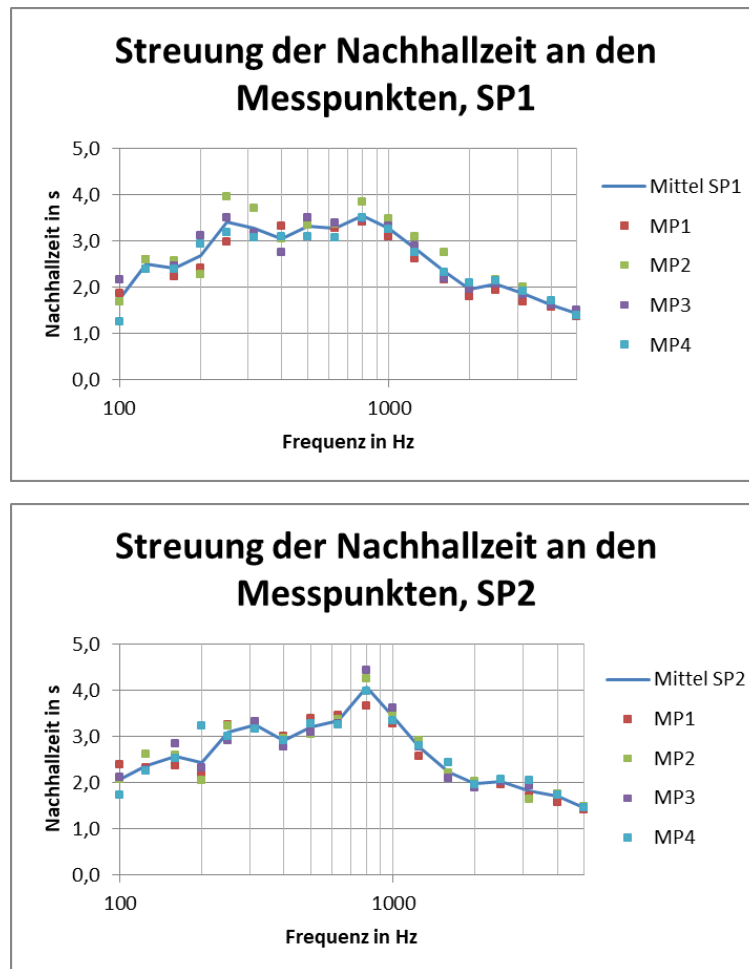 Streuung der Nachhallzeit an den
Messpunkten, SP1
Nachhallzeit in s
5,0
4,0
3,0
2,0
1,0
0,0
100
1000
Frequenz in Hz
Mittel SP1
MP1
MP2
MP3
MP4
Streuung der Nachhallzeit an den
Messpunkten, SP2
Nachhallzeit in s
5,0
4,0
3,0
2,0
1,0
0,0
100
1000
Frequenz in Hz
Mittel SP2
MP1
MP2
MP3
MP4